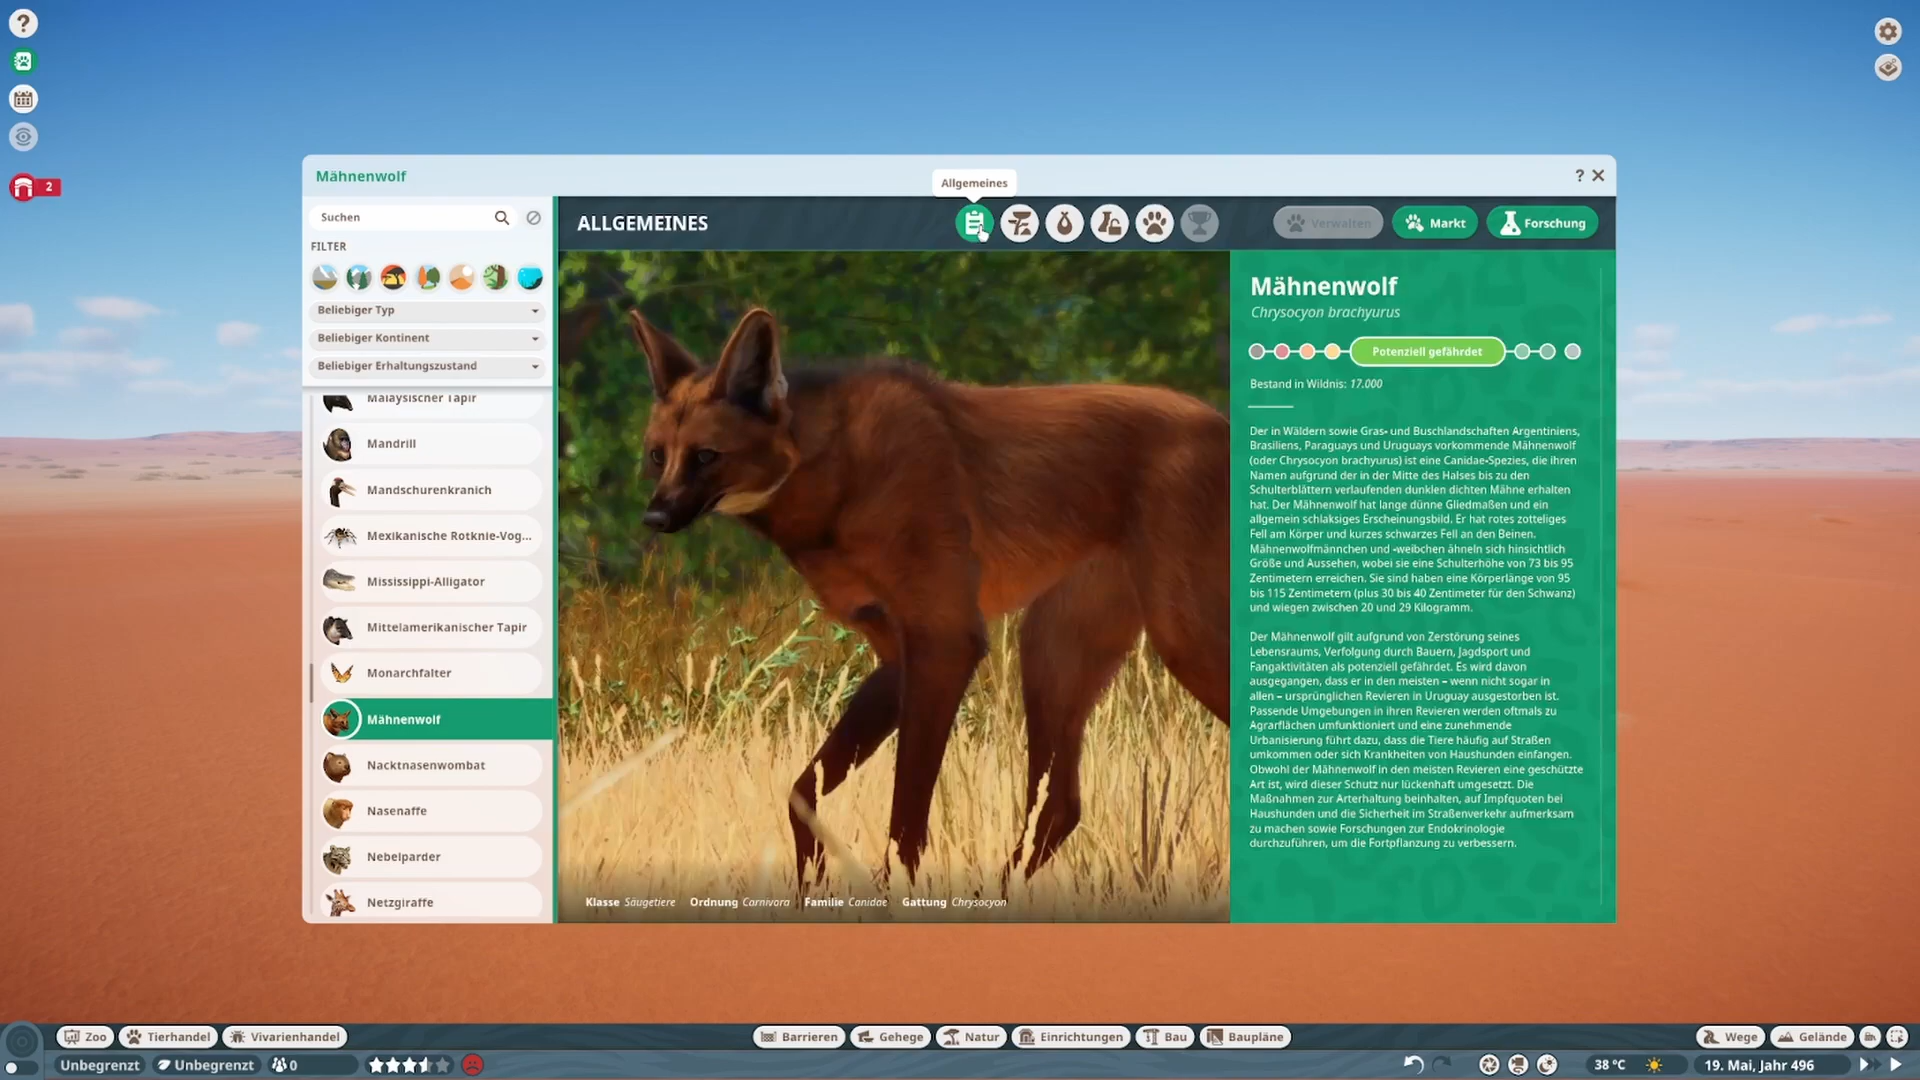 ?
2
Mähnenwolf
? ×
Allgemeines
Suchen
FILTER
Beliebiger Typ
Beliebiger Kontinent
Beliebiger Erhaltungszustand
Malaysischer Tapir
Mandrill
Mandschurenkranich
Mexikanische Rotknie-Vog...
Mississippi-Alligator
Mittelamerikanischer Tapir
Monarchfalter
Mähnenwolf
Nacktnasenwombat
Nasenaffe
Nebelparder
Netzgiraffe
ALLGEMEINES
Verwalten
Markt
Forschung
Mähnenwolf
Chrysocyon brachyurus
Potenziell gefährdet
Bestand in Wildnis: 17.000
Der in Wäldern sowie Gras- und Buschlandschaften Argentiniens,
Brasiliens, Paraguays und Uruguays vorkommende Mähnenwolf
(oder Chrysocyon brachyurus) ist eine Canidae-Spezies, die ihren
Namen aufgrund der in der Mitte des Halses bis zu den
Schulterblättern verlaufenden dunklen dichten Mähne erhalten
hat. Der Mähnenwolf hat lange dünne Gliedmaßen und ein
allgemein schlaksiges Erscheinungsbild. Er hat rotes zotteliges
Fell am Körper und kurzes schwarzes Fell an den Beinen.
Mähnenwolfmännchen und -weibchen ähneln sich hinsichtlich
Größe und Aussehen, wobei sie eine Schulterhöhe von 73 bis 95
Zentimetern erreichen. Sie sind haben eine Körperlänge von 95
bis 115 Zentimetern (plus 30 bis 40 Zentimeter für den Schwanz)
und wiegen zwischen 20 und 29 Kilogramm.
Der Mähnenwolf gilt aufgrund von Zerstörung seines
Lebensraums, Verfolgung durch Bauern, Jagdsport und
Fangaktivitäten als potenziell gefährdet. Es wird davon
ausgegangen, dass er in den meisten – wenn nicht sogar in
allen – ursprünglichen Revieren in Uruguay ausgestorben ist.
Passende Umgebungen in ihren Revieren werden oftmals zu
Agrarflächen umfunktioniert und eine zunehmende
Urbanisierung führt dazu, dass die Tiere häufig auf Straßen
umkommen oder sich Krankheiten von Haushunden einfangen.
Obwohl der Mähnenwolf in den meisten Revieren eine geschützte
Art ist, wird dieser Schutz nur lückenhaft umgesetzt. Die
Maßnahmen zur Arterhaltung beinhalten, auf Impfquoten bei
Haushunden und die Sicherheit im Straßenverkehr aufmerksam
zu machen sowie Forschungen zur Endokrinologie
durchzuführen, um die Fortpflanzung zu verbessern.
Klasse Säugetiere Ordnung Carnivora Familie Canidae Gattung Chrysocyon
Zoo Tierhandel Vivarienhandel Barrieren Gehege Natur Einrichtungen Bau Baupläne Wege Gelände
Unbegrenzt Unbegrenzt 0 38 °C 19. Mai, Jahr 496